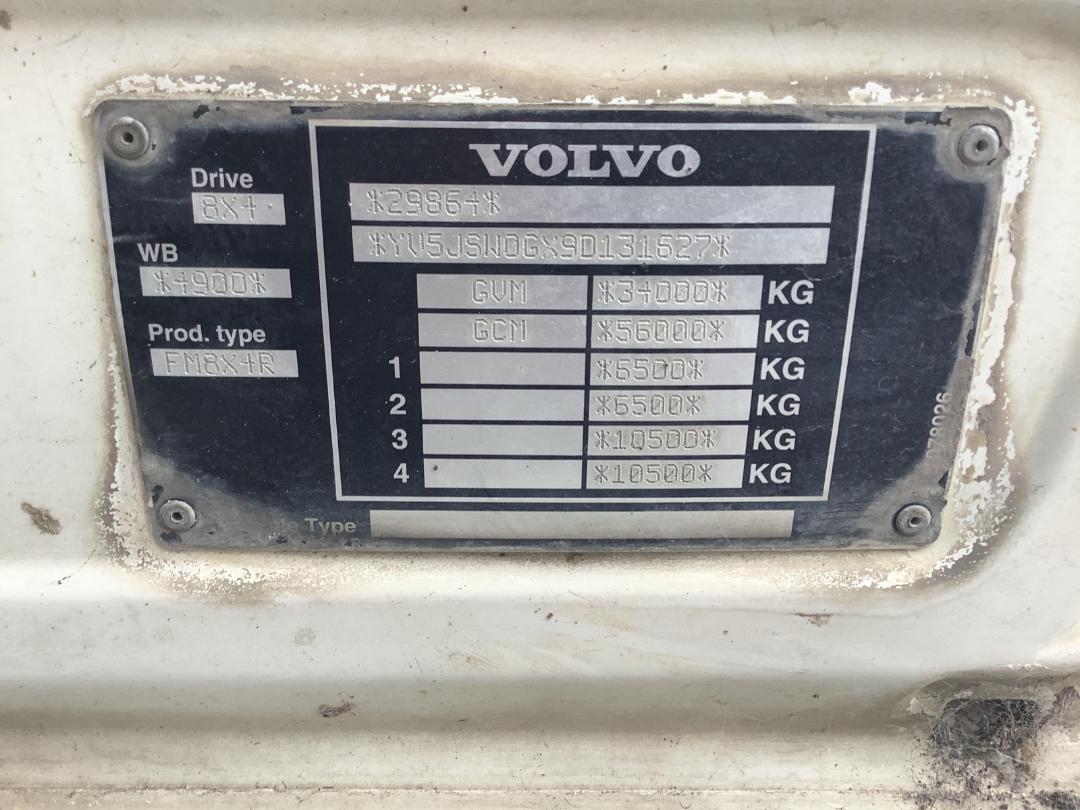 VOLVO
Drive
8X4
*29864*
*YV5JSW0GX9D131627*
WB
*4900*
GVM *34000* KG
GCM *56000* KG
Prod. type
FM8X4R
1 *6500* KG
2 *6500* KG
3 *10500* KG
4 *10500* KG
Type